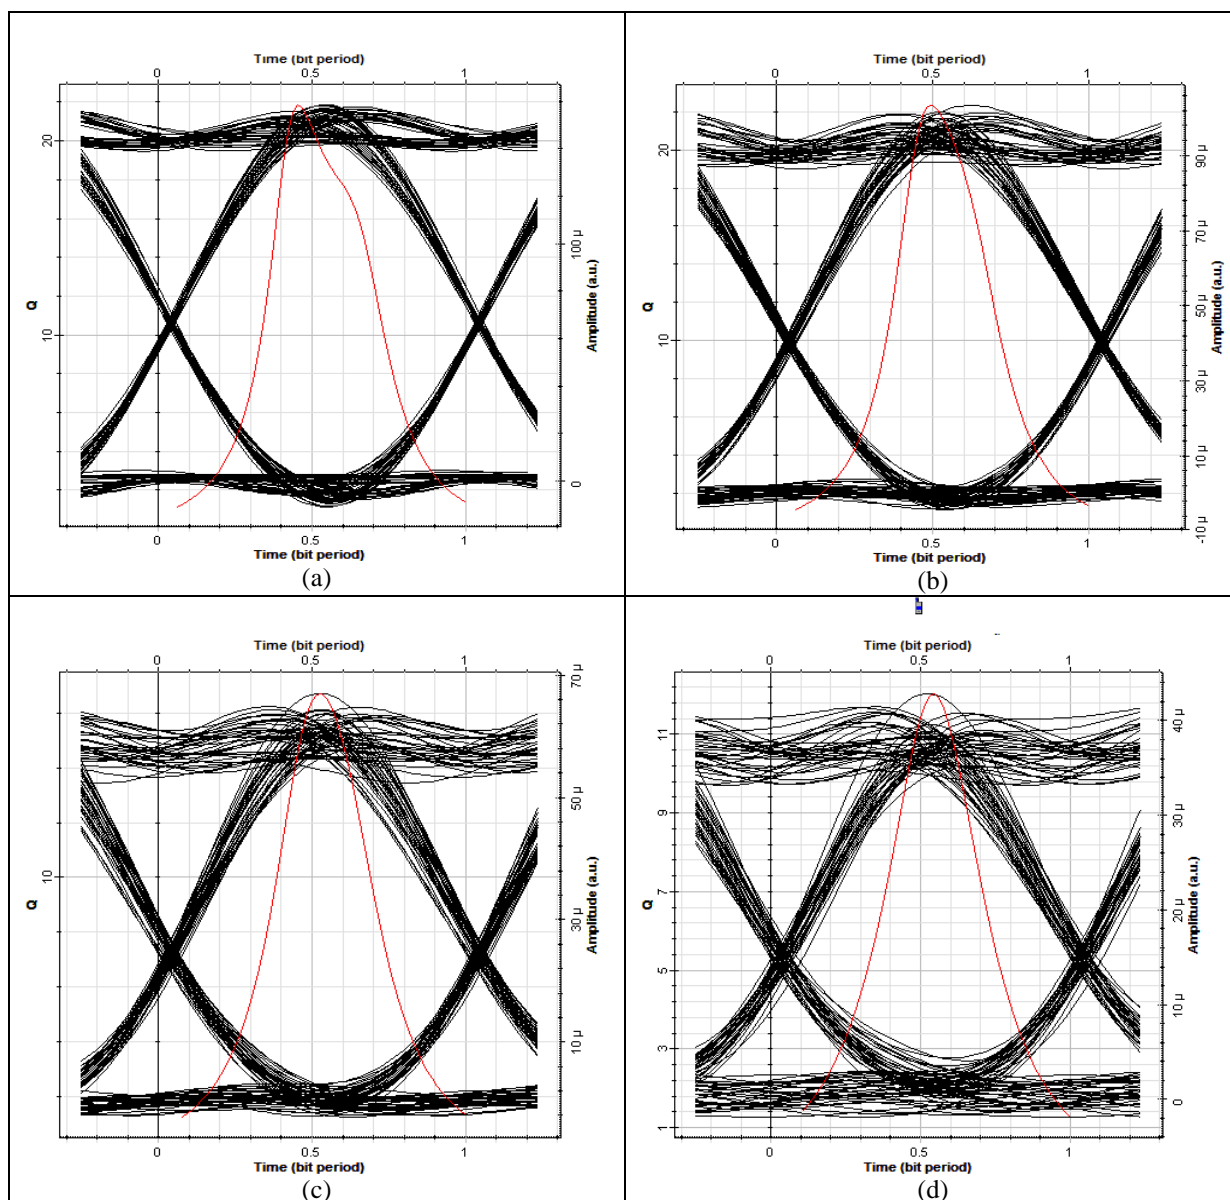 Time (bit period)
0 0.5 1
Q
20
10
100 µ
0
Amplitude (a.u.)
0 0.5 1
Time (bit period)
(a)
Time (bit period)
0 0.5 1
Q
20
10
90 µ
70 µ
50 µ
30 µ
10 µ
-10 µ
Amplitude (a.u.)
0 0.5 1
Time (bit period)
(b)
Time (bit period)
0 0.5 1
Q
10
70 µ
50 µ
30 µ
10 µ
Amplitude (a.u.)
0 0.5 1
Time (bit period)
(c)
Time (bit period)
0 0.5 1
Q
11
9
7
5
3
1
40 µ
30 µ
20 µ
10 µ
0
Amplitude (a.u.)
0 0.5 1
Time (bit period)
(d)